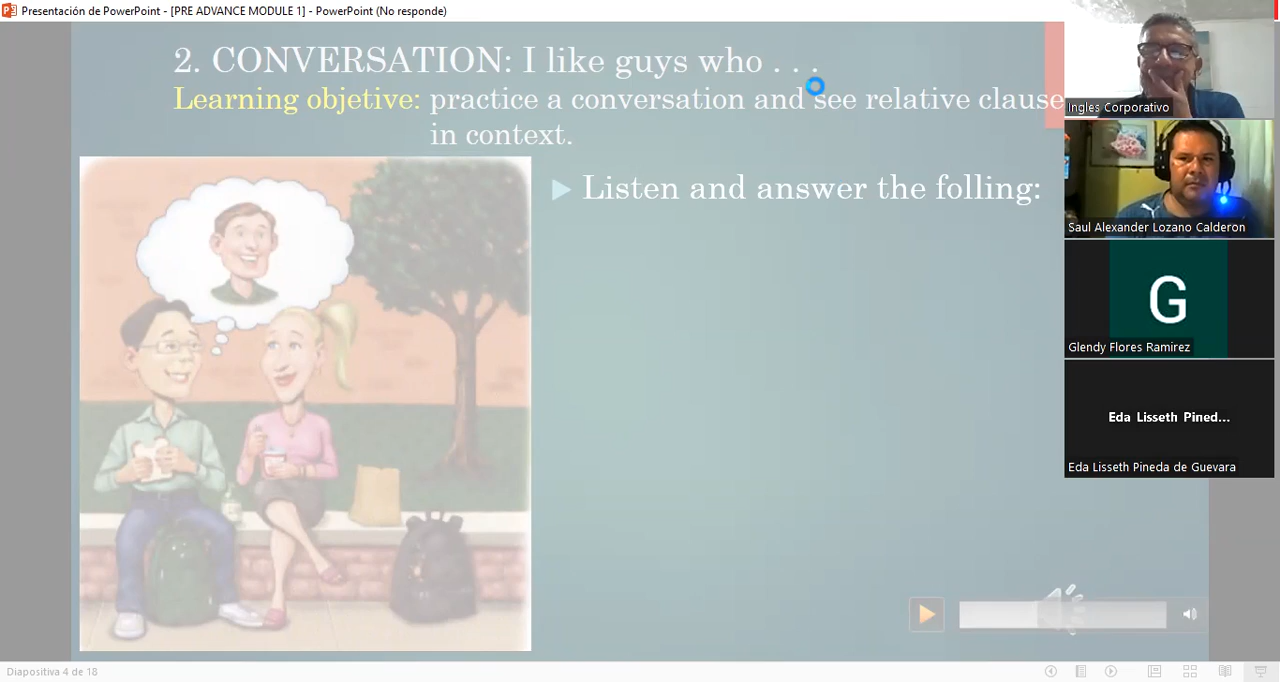 Presentación de PowerPoint - [PRE ADVANCE MODULE 1] - PowerPoint (No responde)
2. CONVERSATION: I like guys who . . .
Learning objetive: practice a conversation and see relative clause
in context.
Listen and answer the folling:
Ingles Corporativo
Saul Alexander Lozano Calderon
G
Glendy Flores Ramirez
Eda Lisseth Pined...
Eda Lisseth Pineda de Guevara
Diapositiva 4 de 18